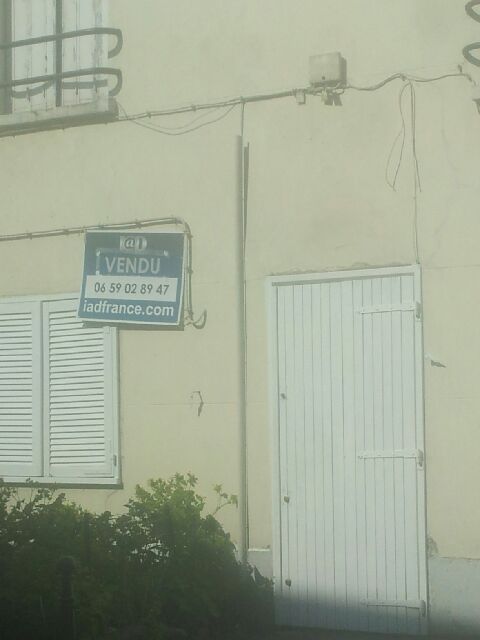 i@d
VENDU
06 59 02 89 47
iadfrance.com